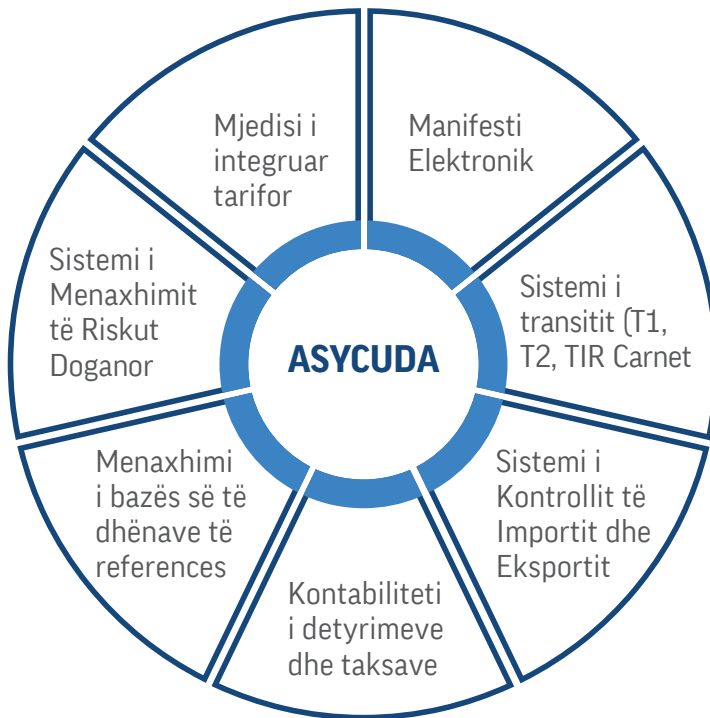 Mjedisi i
integruar
tarifor
Manifesti
Elektronik
Sistemi i
transitit (T1,
T2, TIR Carnet
Sistemi i
Kontrollit të
Importit dhe
Eksportit
Kontabiliteti
i detyrimeve
dhe taksave
Menaxhimi
i bazës së të
dhënave të
references
Sistemi i
Menaxhimit
të Riskut
Doganor
ASYCUDA